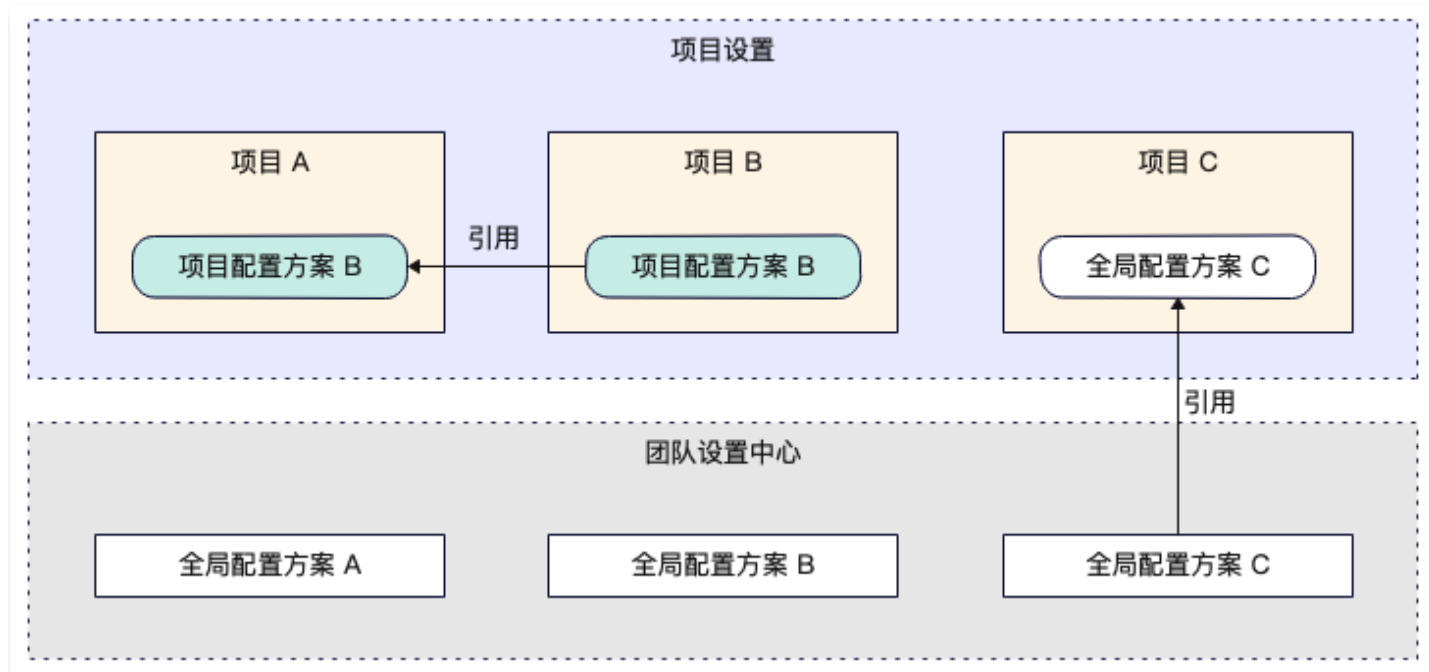 项目设置
项目 A
项目 B
项目 C
项目配置方案 B
引用
项目配置方案 B
全局配置方案 C
引用
团队设置中心
全局配置方案 A
全局配置方案 B
全局配置方案 C